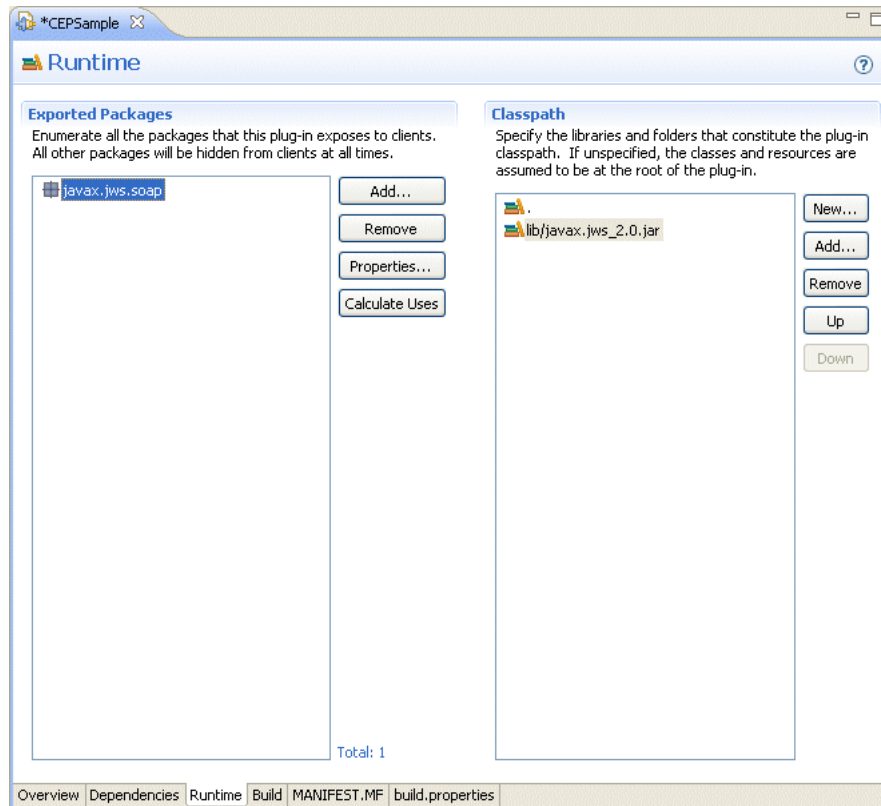 *CEPSample
Runtime
?
Exported Packages
Enumerate all the packages that this plug-in exposes to clients.
All other packages will be hidden from clients at all times.
javax.jws.soap
Add...
Remove
Properties...
Calculate Uses
Total: 1
Classpath
Specify the libraries and folders that constitute the plug-in
classpath. If unspecified, the classes and resources are
assumed to be at the root of the plug-in.
.
lib/javax.jws_2.0.jar
New...
Add...
Remove
Up
Down
Overview Dependencies Runtime Build MANIFEST.MF build.properties